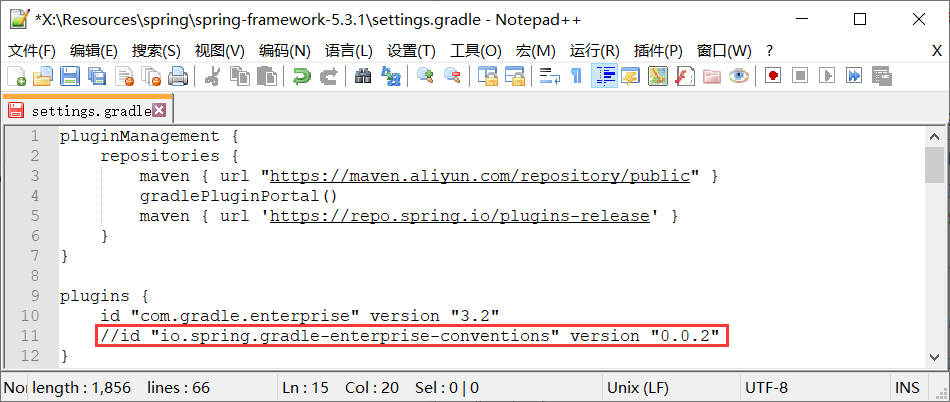 *X:\Resources\spring\spring-framework-5.3.1\settings.gradle - Notepad++
文件(F) 编辑(E) 搜索(S) 视图(V) 编码(N) 语言(L) 设置(T) 工具(O) 宏(M) 运行(R) 插件(P) 窗口(W) ? X
settings.gradle
1 pluginManagement {
2 repositories {
3 maven { url "https://maven.aliyun.com/repository/public" }
4 gradlePluginPortal()
5 maven { url 'https://repo.spring.io/plugins-release' }
6 }
7 }
8
9 plugins {
10 id "com.gradle.enterprise" version "3.2"
11 //id "io.spring.gradle-enterprise-conventions" version "0.0.2"
12 }
Nor length : 1,856 lines : 66 Ln : 15 Col : 20 Sel : 0 | 0 Unix (LF) UTF-8 INS